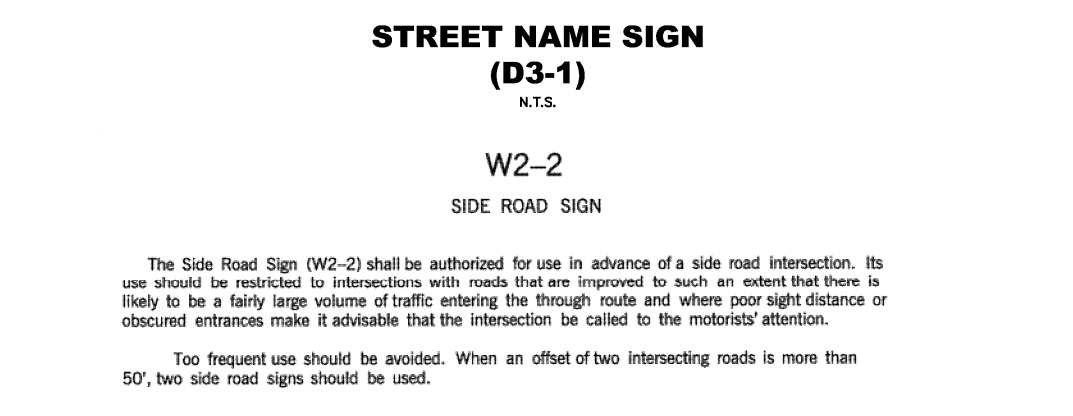 STREET NAME SIGN
(D3-1)
N.T.S.
W2–2
SIDE ROAD SIGN
The Side Road Sign (W2–2) shall be authorized for use in advance of a side road intersection. Its
use should be restricted to intersections with roads that are improved to such an extent that there is
likely to be a fairly large volume of traffic entering the through route and where poor sight distance or
obscured entrances make it advisable that the intersection be called to the motorists' attention.
Too frequent use should be avoided. When an offset of two intersecting roads is more than
50', two side road signs should be used.